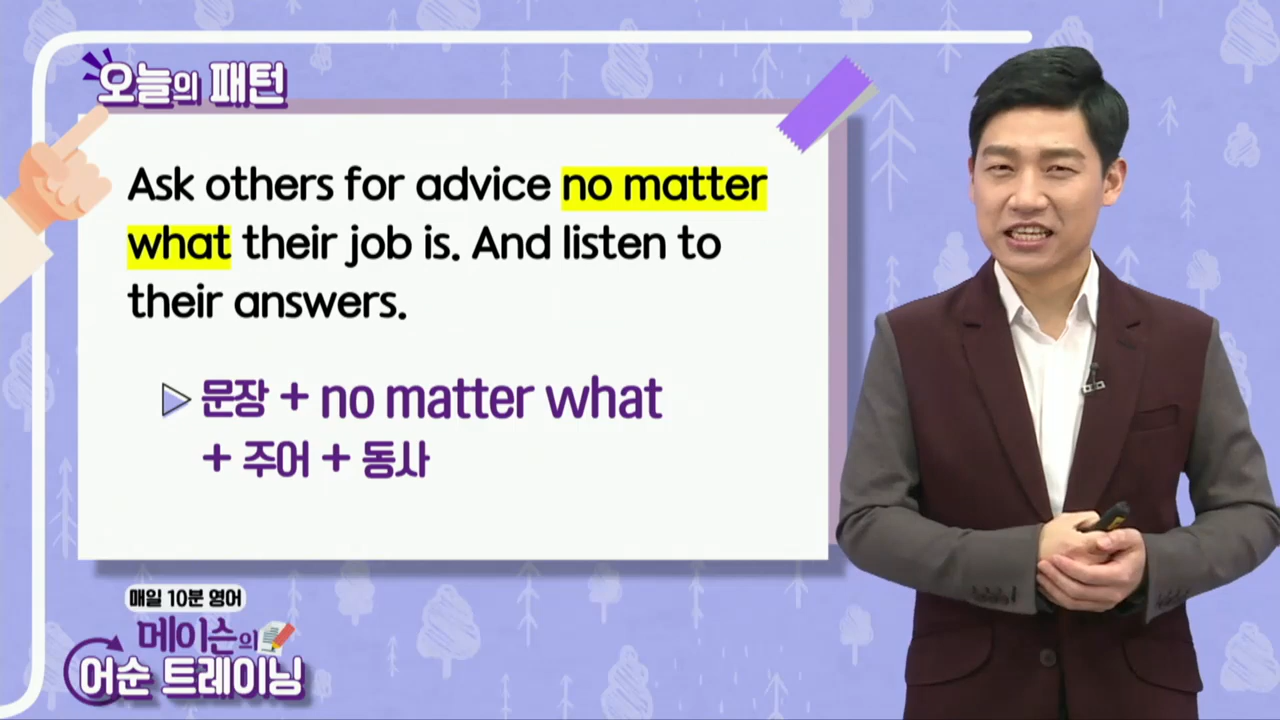 오늘의 패턴
Ask others for advice no matter
what their job is. And listen to
their answers.
▷ 문장 + no matter what
+ 주어 + 동사
매일 10분 영어
메이슨의
어순 트레이닝